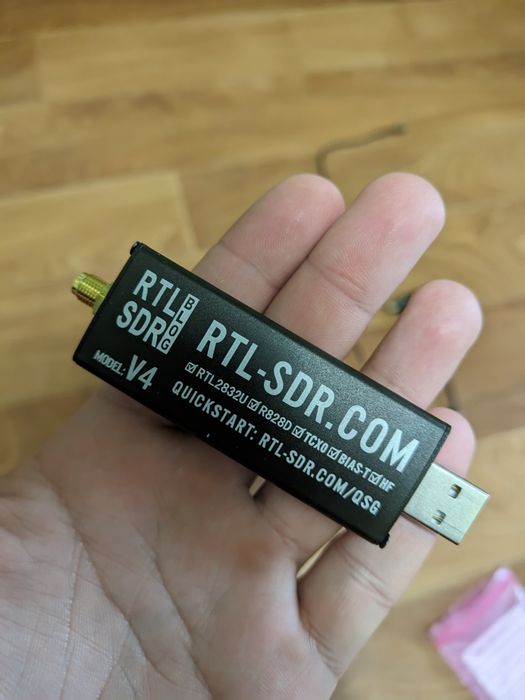 RTL
SDR
BLOG
MODEL: V4
RTL-SDR.COM
☑RTL2832U ☑R828D ☑TCXO ☑BIAS-T ☑HF
QUICKSTART: RTL-SDR.COM/QSG